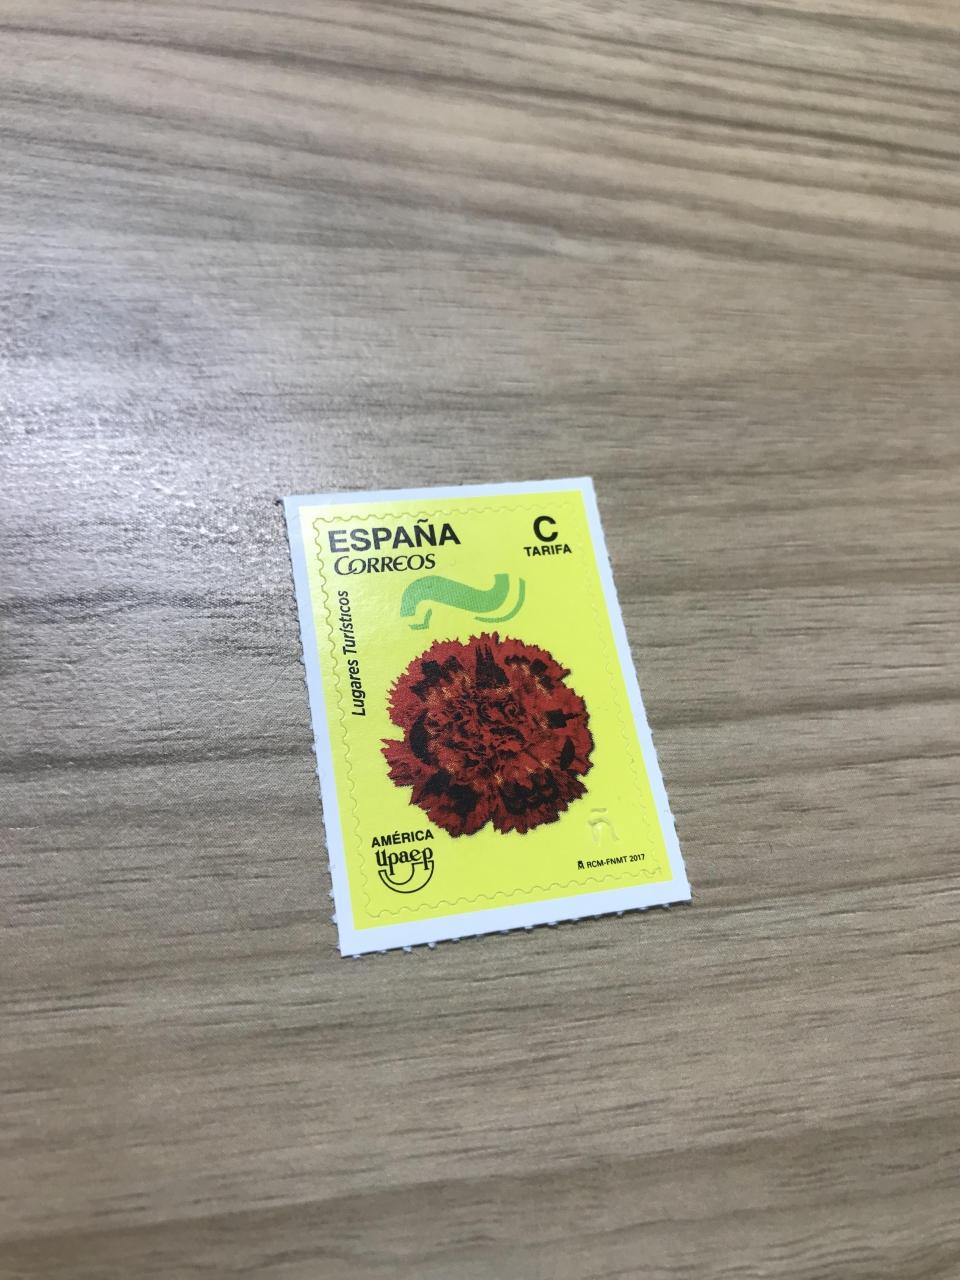 ESPAÑA
CORREOS
C
TARIFA
Lugares Turísticos
AMÉRICA
Upaep
ñ
RCM-FNMT 2017